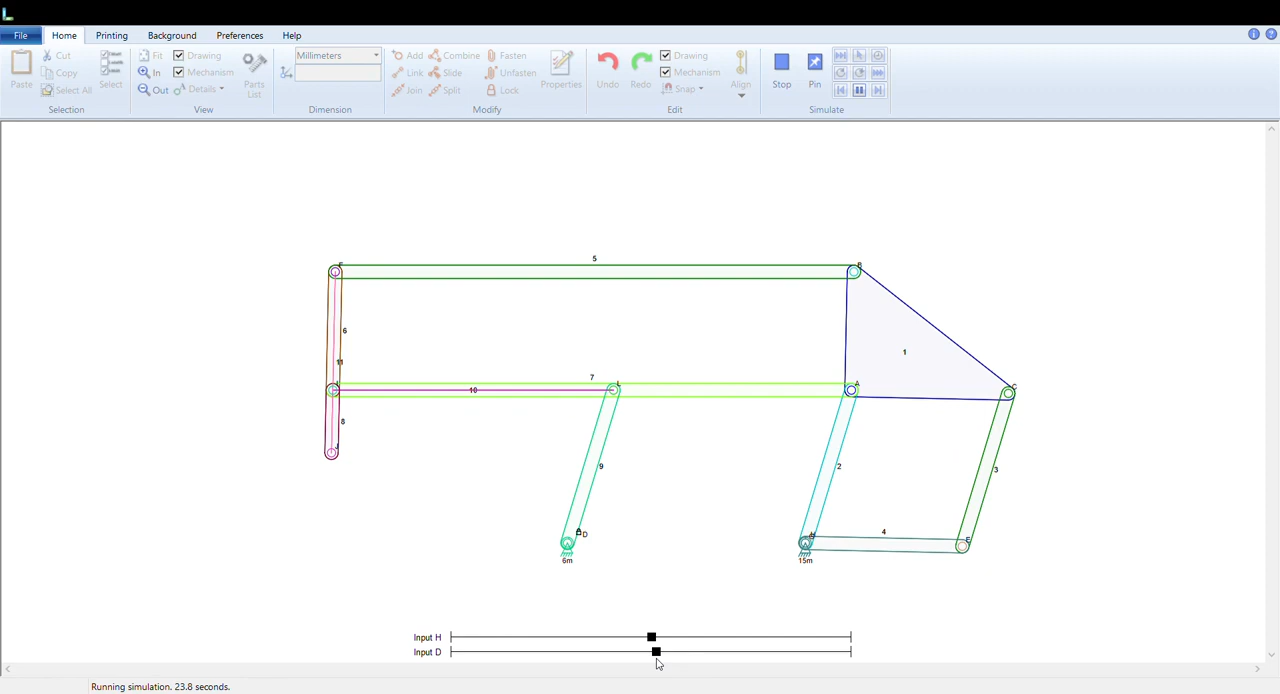 File Home Printing Background Preferences Help
Paste Cut Copy Select All Select Selection
Fit In Out Drawing Mechanism Details Parts List View
Millimeters Dimension
Add Link Join Combine Slide Split Fasten Unfasten Lock Properties Modify
Undo Redo Drawing Mechanism Snap Align Edit
Stop Pin Simulate
5
F
B
6
11
1
7
L
A
C
10
8
J
9
2
3
D
4
E
6m
15m
Input H
Input D
Running simulation. 23.8 seconds.